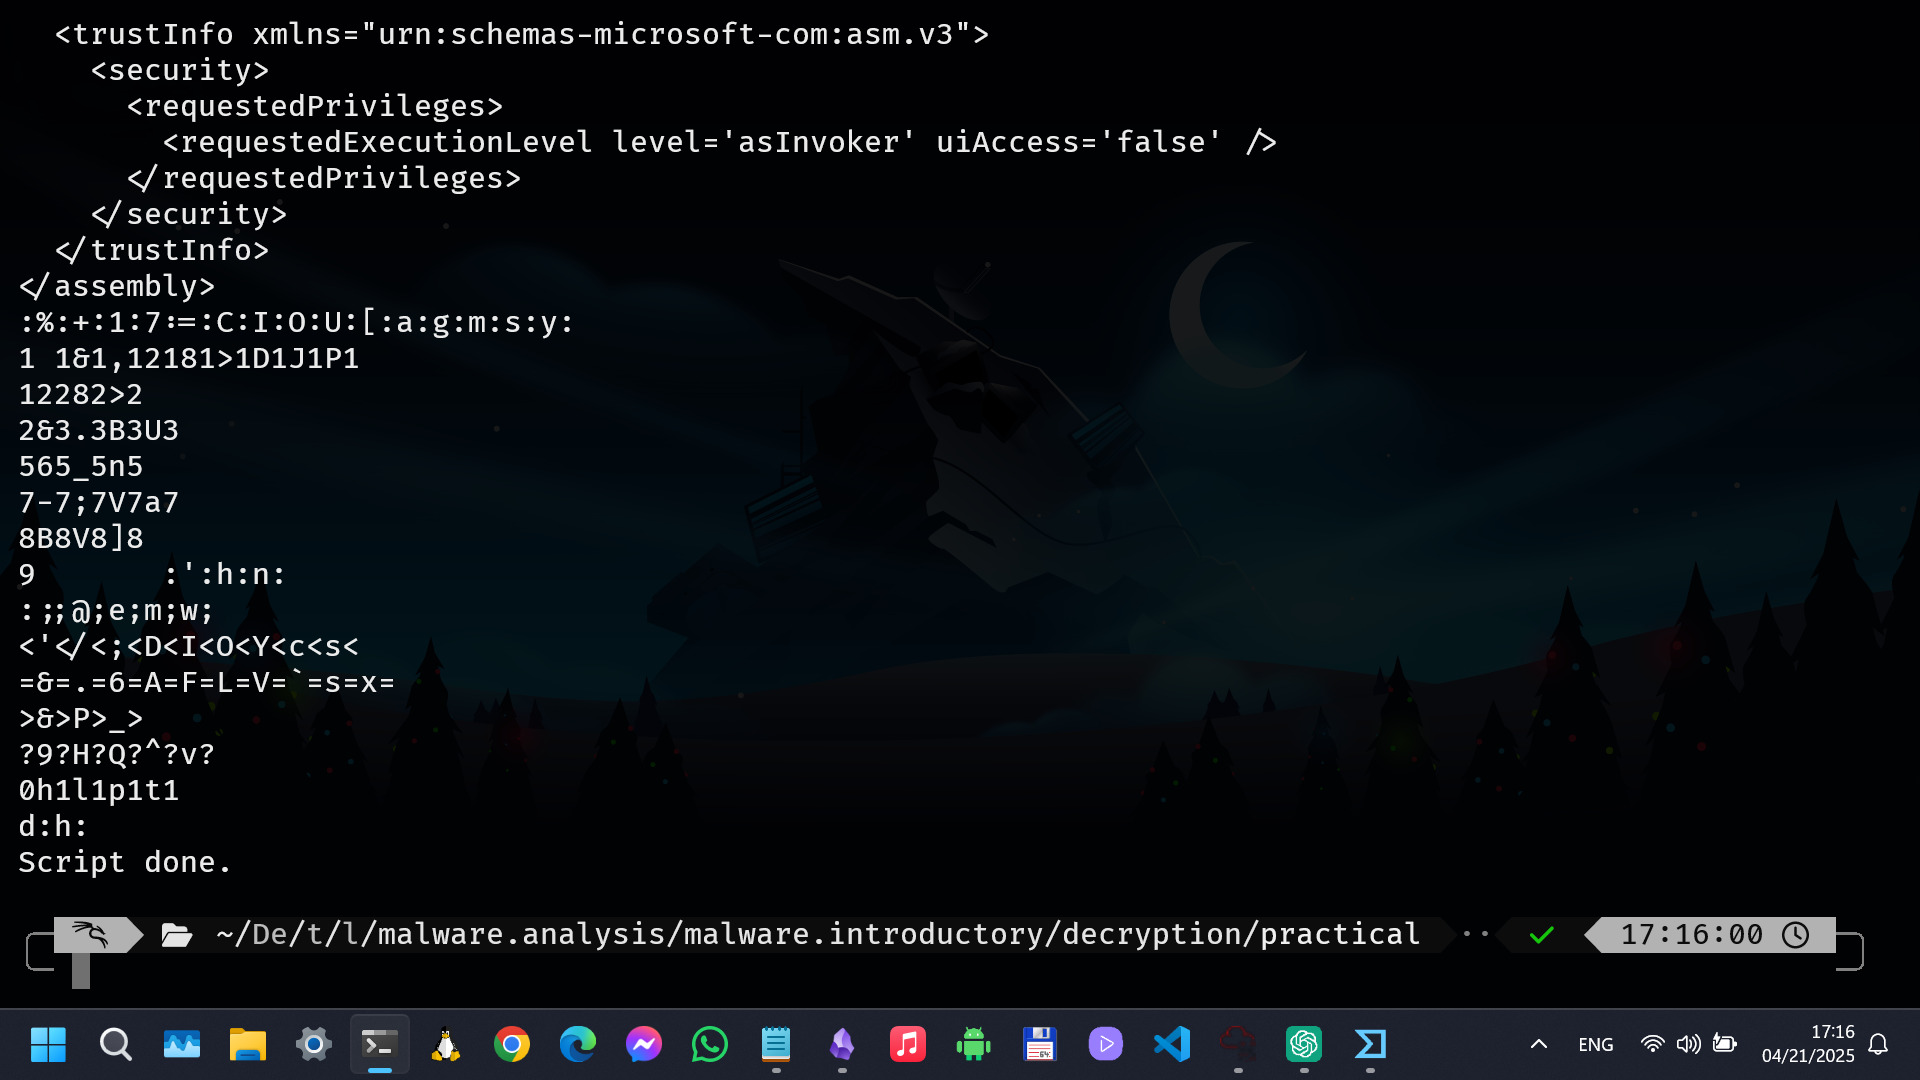 <trustInfo xmlns="urn:schemas-microsoft-com:asm.v3">
<security>
<requestedPrivileges>
<requestedExecutionLevel level='asInvoker' uiAccess='false' />
</requestedPrivileges>
</security>
</trustInfo>
</assembly>
:%:+:1:7:=:C:I:O:U:[:a:g:m:s:y:
1 1&1,12181>1D1J1P1
12282>2
2&3.3B3U3
565_5n5
7-7;7V7a7
8B8V8]8
9 :':h:n:
:;;@;e;m;w;
<'</<;<D<I<O<Y<c<s<
=&=.=6=A=F=L=V=`=s=x=
>&>P>_>
?9?H?Q?^?v?
0h1l1p1t1
d:h:
Script done.
~/De/t/l/malware.analysis/malware.introductory/decryption/practical ·· 17:16:00
64
ENG
17:16
04/21/2025